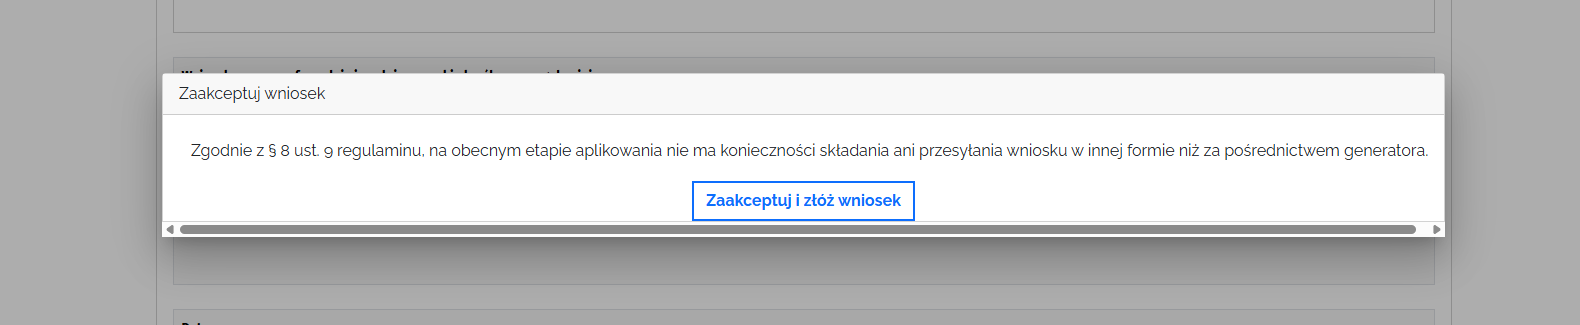 Zaakceptuj wniosek
Zgodnie z § 8 ust. 9 regulaminu, na obecnym etapie aplikowania nie ma konieczności składania ani przesyłania wniosku w innej formie niż za pośrednictwem generatora.
Zaakceptuj i złóż wniosek